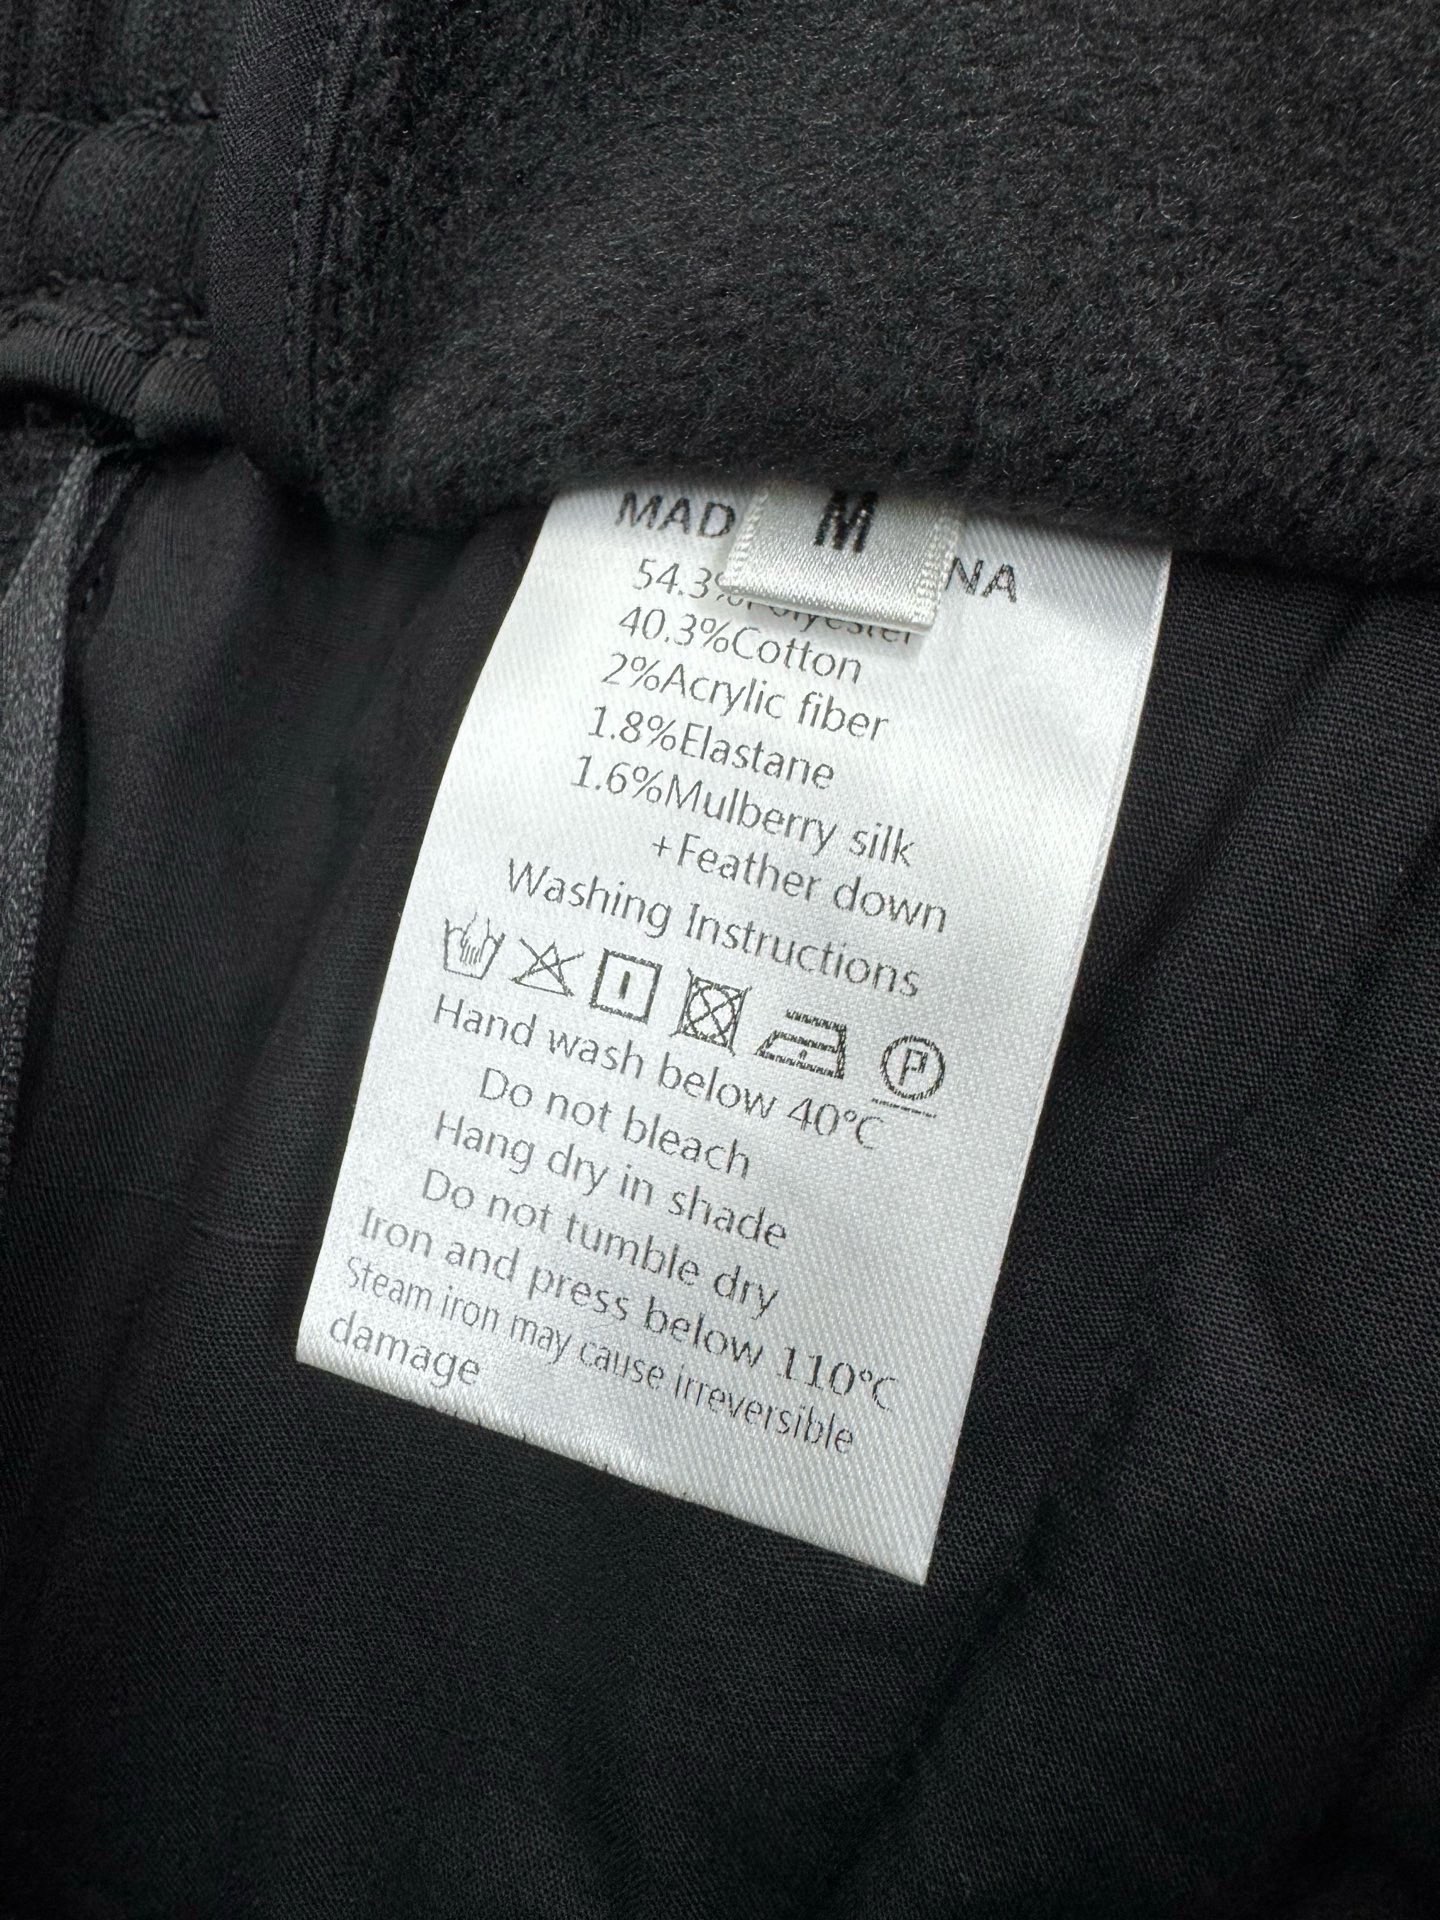 M
MAD NA
54.3%Polyester
40.3%Cotton
2%Acrylic fiber
1.8%Elastane
1.6%Mulberry silk
+Feather down
Washing Instructions
P
Hand wash below 40°C
Do not bleach
Hang dry in shade
Do not tumble dry
Iron and press below 110°C
Steam iron may cause irreversible
damage